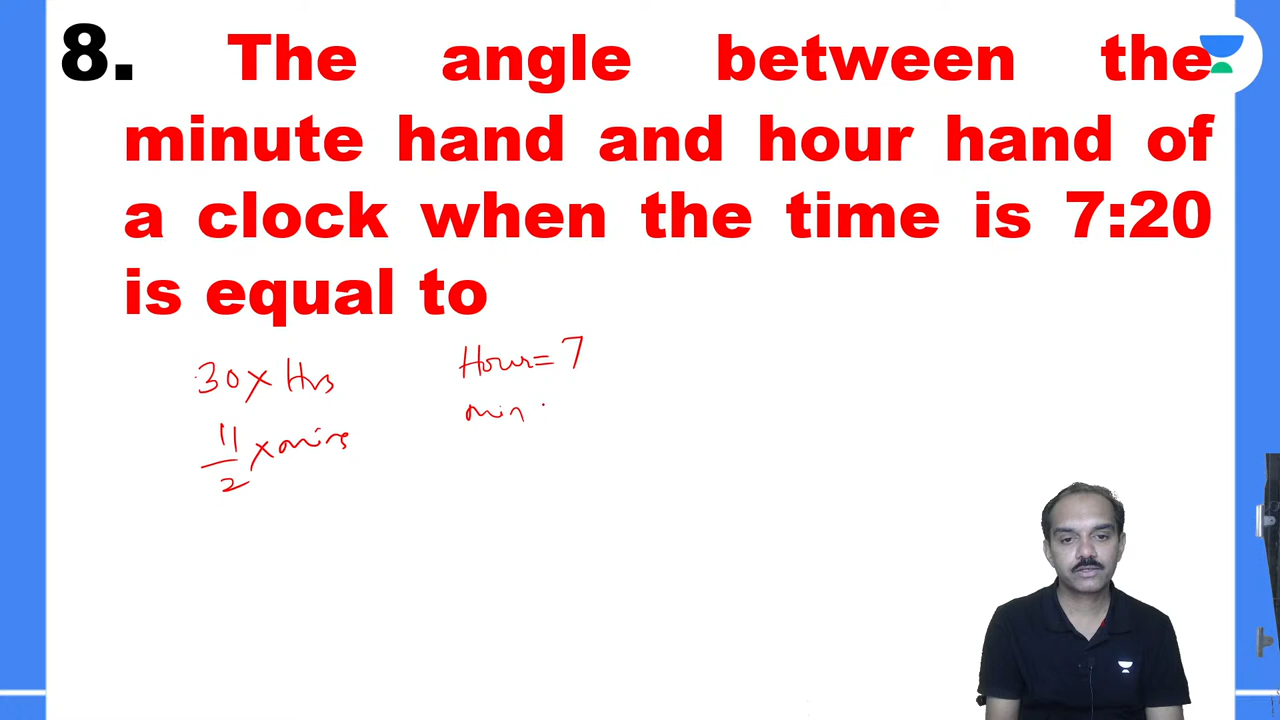 8. The angle between the
minute hand and hour hand of
a clock when the time is 7:20
is equal to
30 x Hrs
Hour = 7
11/2 x mins
min